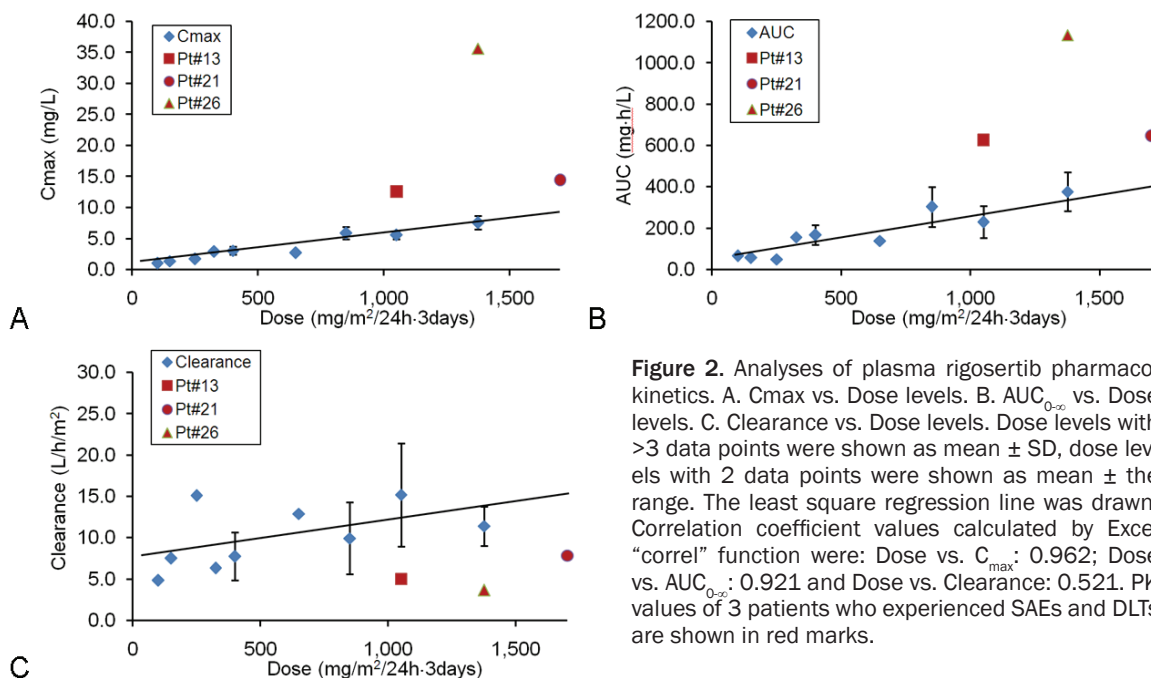 40.0
35.0
30.0
25.0
20.0
15.0
10.0
5.0
0.0
Cmax (mg/L)
Cmax
Pt#13
Pt#21
Pt#26
0 500 1,000 1,500
Dose (mg/m²/24h·3days)
A
1200.0
1000.0
800.0
600.0
400.0
200.0
0.0
AUC (mg·h/L)
AUC
Pt#13
Pt#21
Pt#26
0 500 1,000 1,500
Dose (mg/m²/24h·3days)
B
30.0
25.0
20.0
15.0
10.0
5.0
0.0
Clearance (L/h/m²)
Clearance
Pt#13
Pt#21
Pt#26
0 500 1,000 1,500
Dose (mg/m²/24h·3days)
C
Figure 2. Analyses of plasma rigosertib pharmaco
kinetics. A. Cmax vs. Dose levels. B. AUC₀₋∞ vs. Dose
levels. C. Clearance vs. Dose levels. Dose levels with
>3 data points were shown as mean ± SD, dose lev
els with 2 data points were shown as mean ± the
range. The least square regression line was drawn
Correlation coefficient values calculated by Exce
"correl" function were: Dose vs. Cmax: 0.962; Dose
vs. AUC₀₋∞: 0.921 and Dose vs. Clearance: 0.521. PK
values of 3 patients who experienced SAEs and DLTs
are shown in red marks.